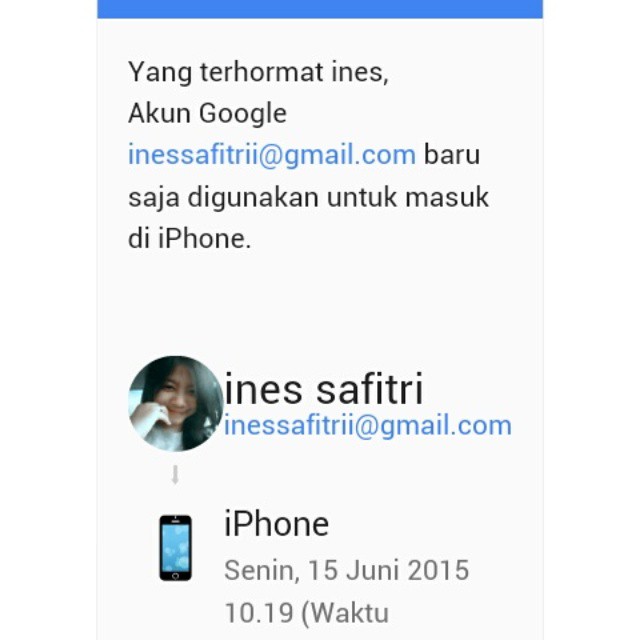 Yang terhormat ines,
Akun Google
inessafitrii@gmail.com baru
saja digunakan untuk masuk
di iPhone.
ines safitri
inessafitrii@gmail.com
iPhone
Senin, 15 Juni 2015
10.19 (Waktu